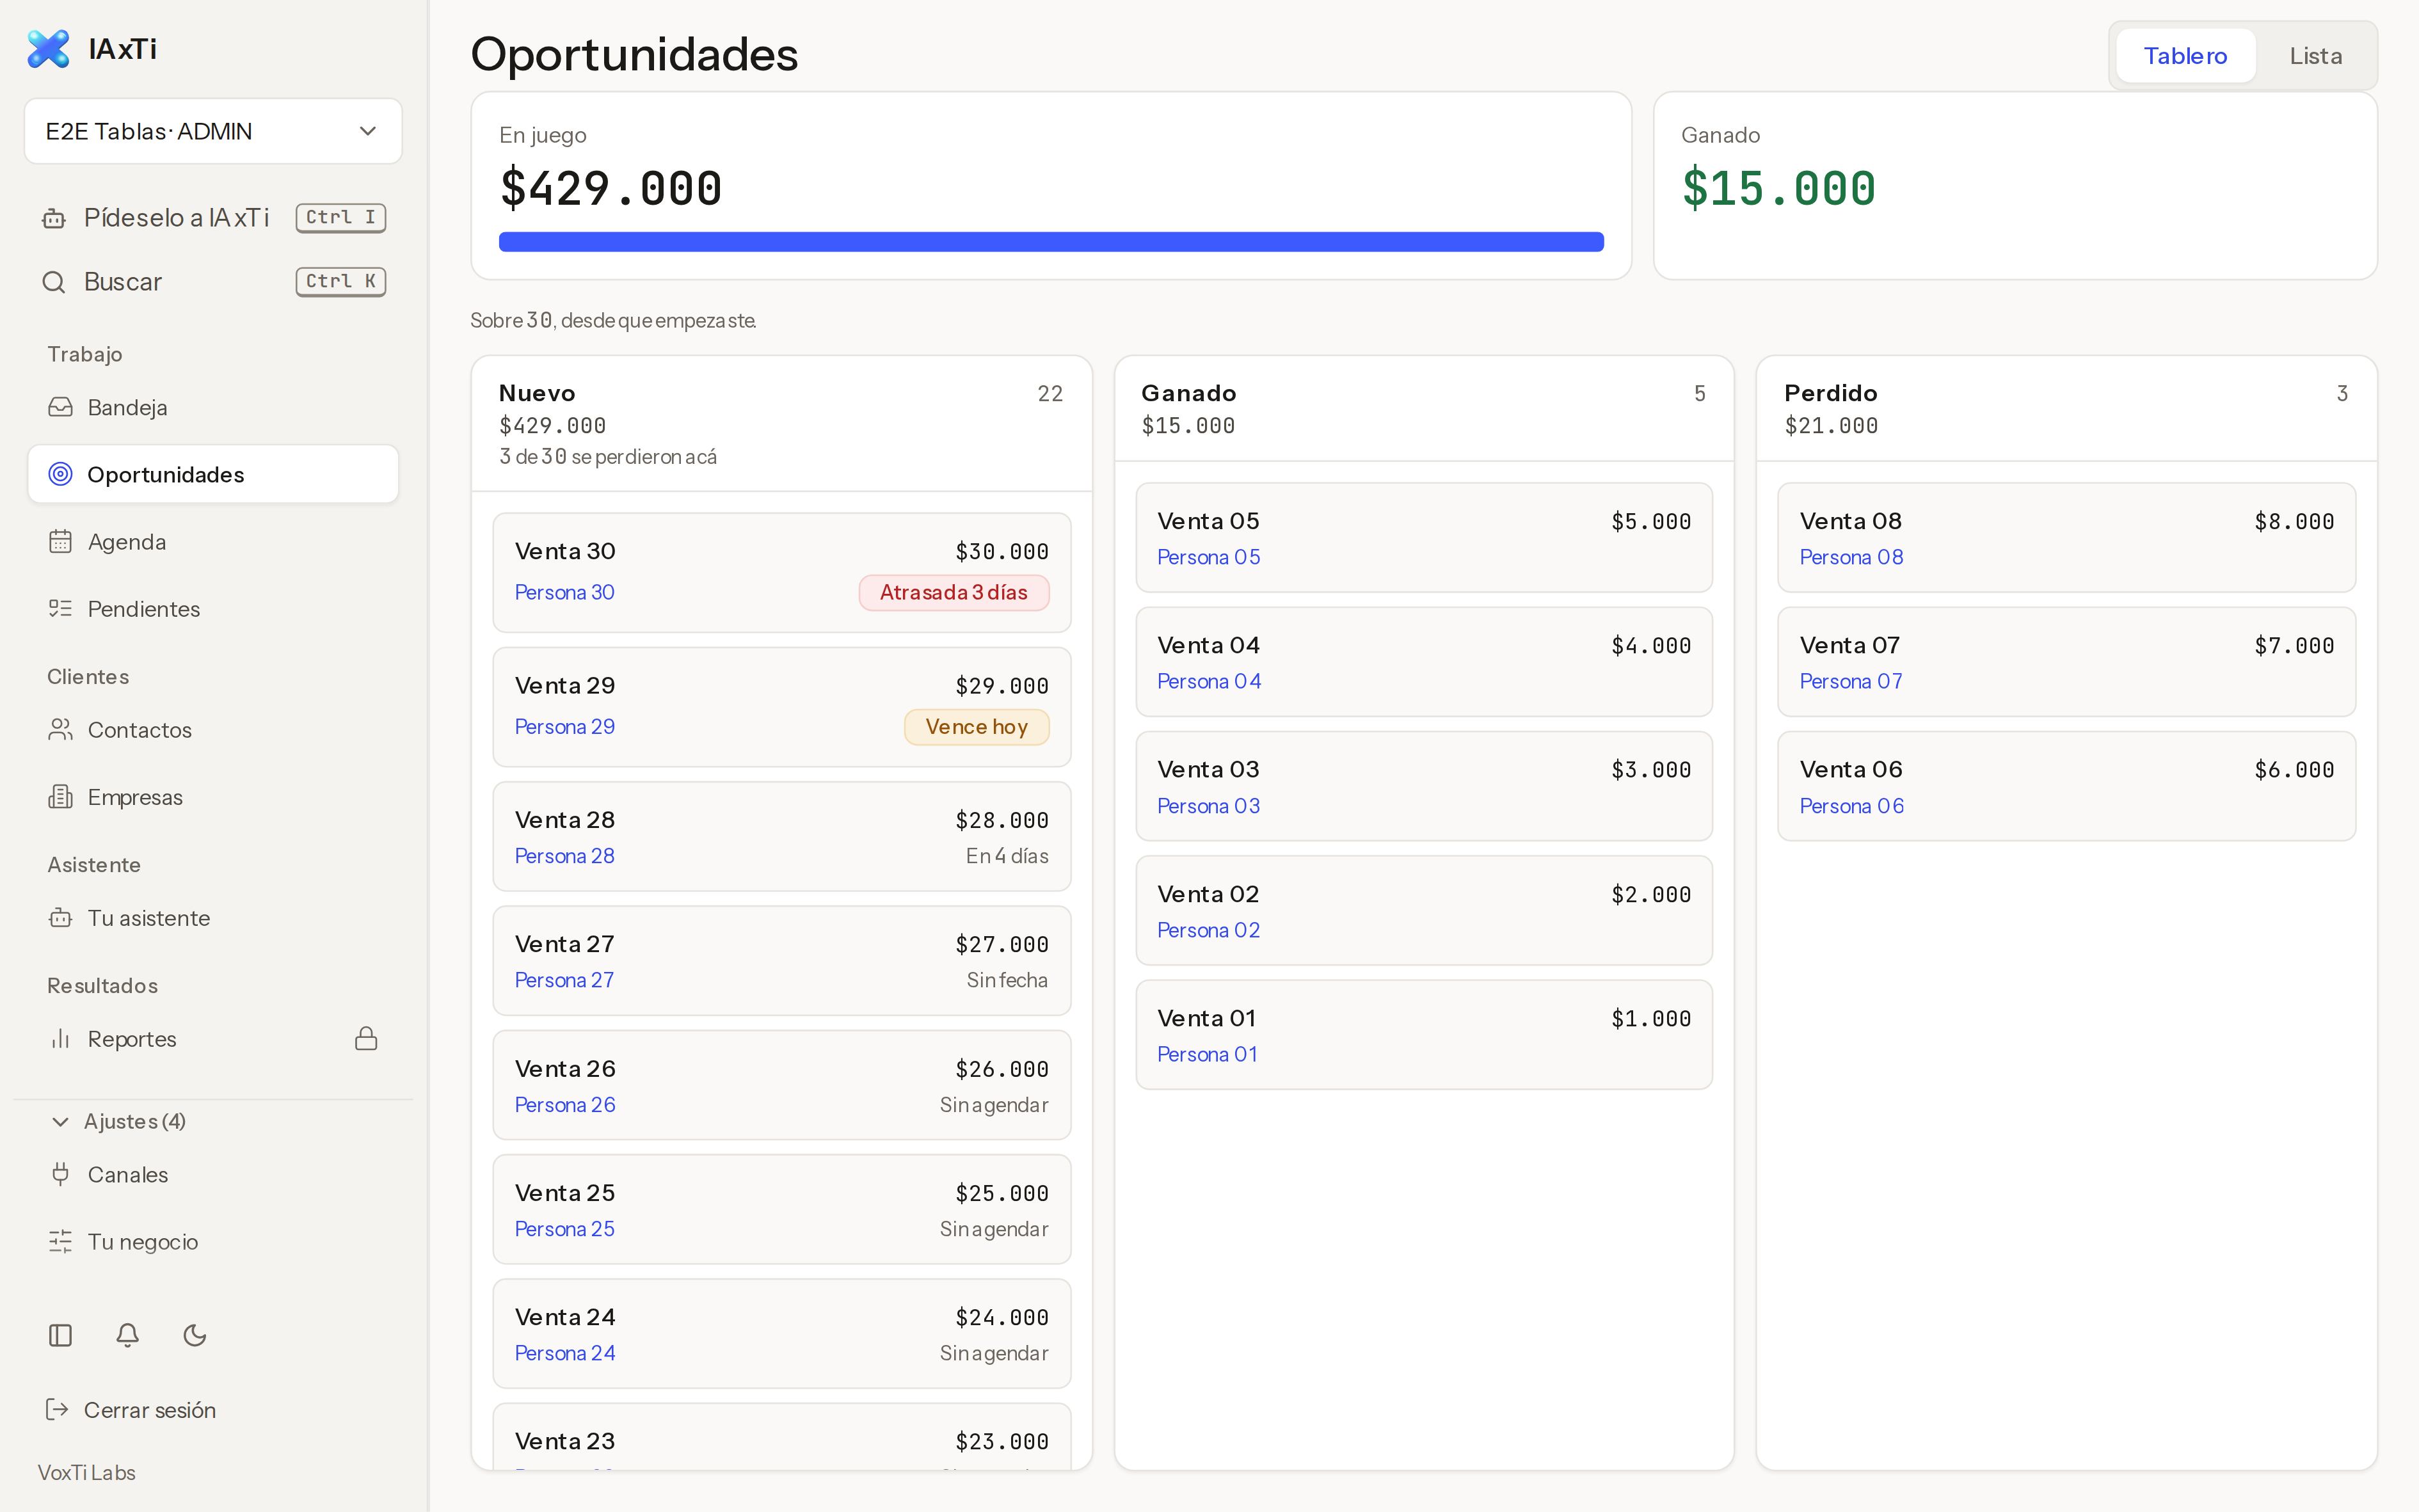 IAxTi
E2E Tablas · ADMIN
Pídeselo a IAxTi Ctrl I
Buscar Ctrl K
Trabajo
Bandeja
Oportunidades
Agenda
Pendientes
Clientes
Contactos
Empresas
Asistente
Tu asistente
Resultados
Reportes
Ajustes (4)
Canales
Tu negocio
Cerrar sesión
VoxTi Labs
Oportunidades
Tablero Lista
En juego
$429.000
Ganado
$15.000
Sobre 30, desde que empezaste.
Nuevo 22
$429.000
3 de 30 se perdieron acá
Venta 30 $30.000
Persona 30 Atrasada 3 días
Venta 29 $29.000
Persona 29 Vence hoy
Venta 28 $28.000
Persona 28 En 4 días
Venta 27 $27.000
Persona 27 Sin fecha
Venta 26 $26.000
Persona 26 Sin agendar
Venta 25 $25.000
Persona 25 Sin agendar
Venta 24 $24.000
Persona 24 Sin agendar
Venta 23 $23.000
Ganado 5
$15.000
Venta 05 $5.000
Persona 05
Venta 04 $4.000
Persona 04
Venta 03 $3.000
Persona 03
Venta 02 $2.000
Persona 02
Venta 01 $1.000
Persona 01
Perdido 3
$21.000
Venta 08 $8.000
Persona 08
Venta 07 $7.000
Persona 07
Venta 06 $6.000
Persona 06